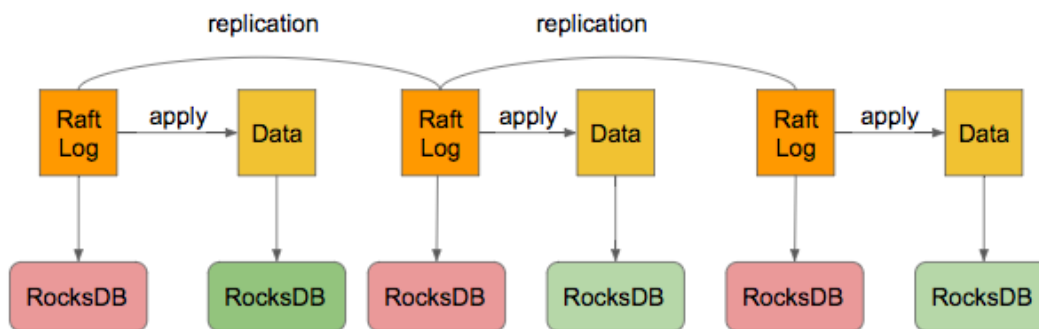 replication
replication
Raft
Log
apply
Data
Raft
Log
apply
Data
Raft
Log
apply
Data
RocksDB
RocksDB
RocksDB
RocksDB
RocksDB
RocksDB